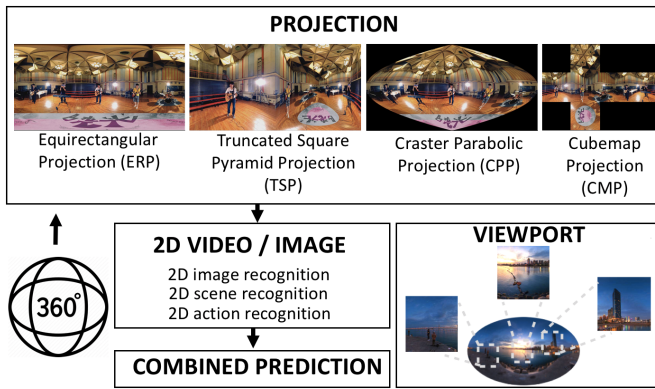 PROJECTION
Equirectangular
Projection (ERP)
Truncated Square
Pyramid Projection
(TSP)
Craster Parabolic
Projection (CPP)
Cubemap
Projection
(CMP)
360°
2D VIDEO / IMAGE
2D image recognition
2D scene recognition
2D action recognition
COMBINED PREDICTION
VIEWPORT